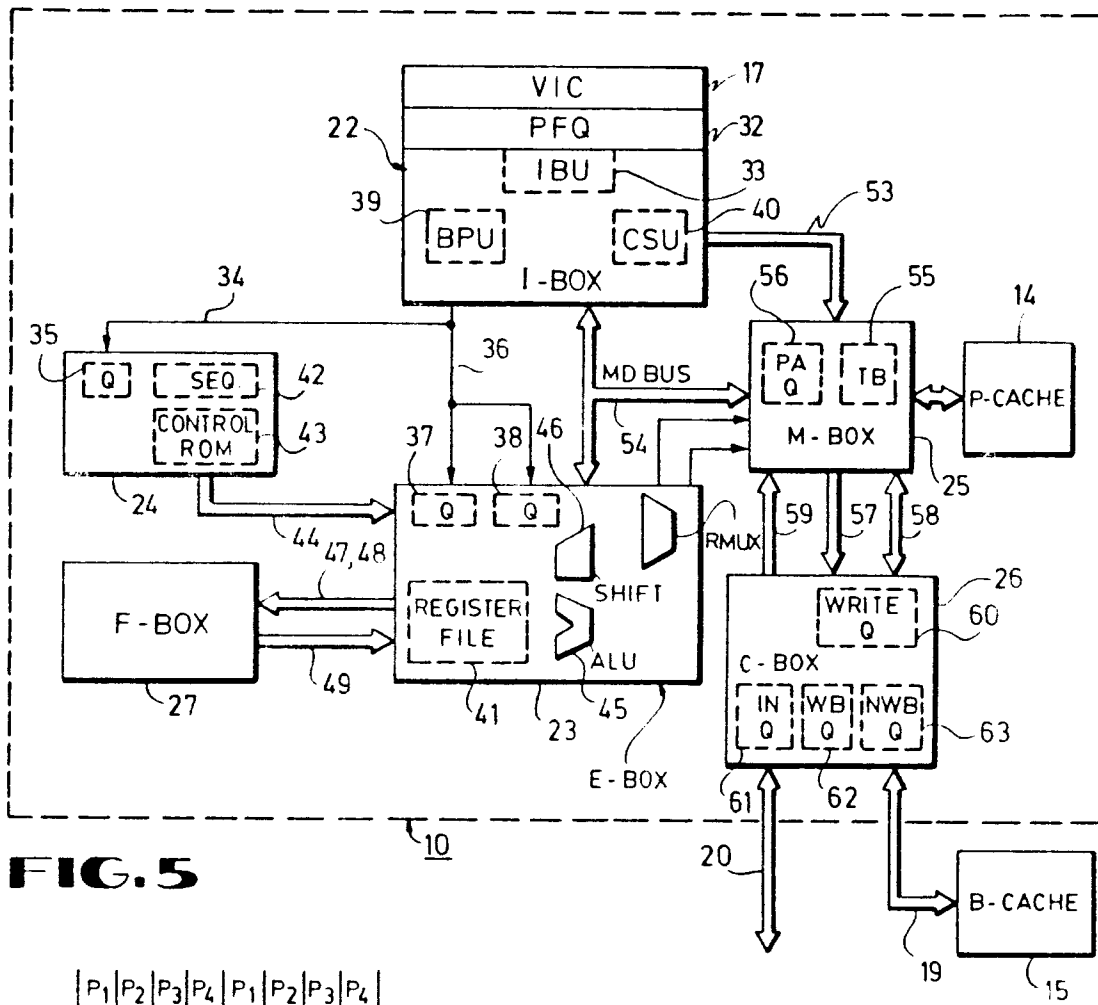 VIC
17
PFQ
32
22
IBU
33
39
BPU
40
CSU
53
I-BOX
34
36
56
55
14
35
Q
SEQ
42
CONTROL
ROM
43
MD BUS
54
PA
Q
TB
M-BOX
P-CACHE
25
24
44
37
Q
38
Q
46
RMUX
59
57
58
47,48
SHIFT
F-BOX
27
49
REGISTER
FILE
41
ALU
45
23
E-BOX
26
WRITE
Q
60
C-BOX
IN
Q
WB
Q
NWB
Q
63
61
62
10
20
FIG.5
B-CACHE
19
15
P1 P2 P3 P4 P1 P2 P3 P4